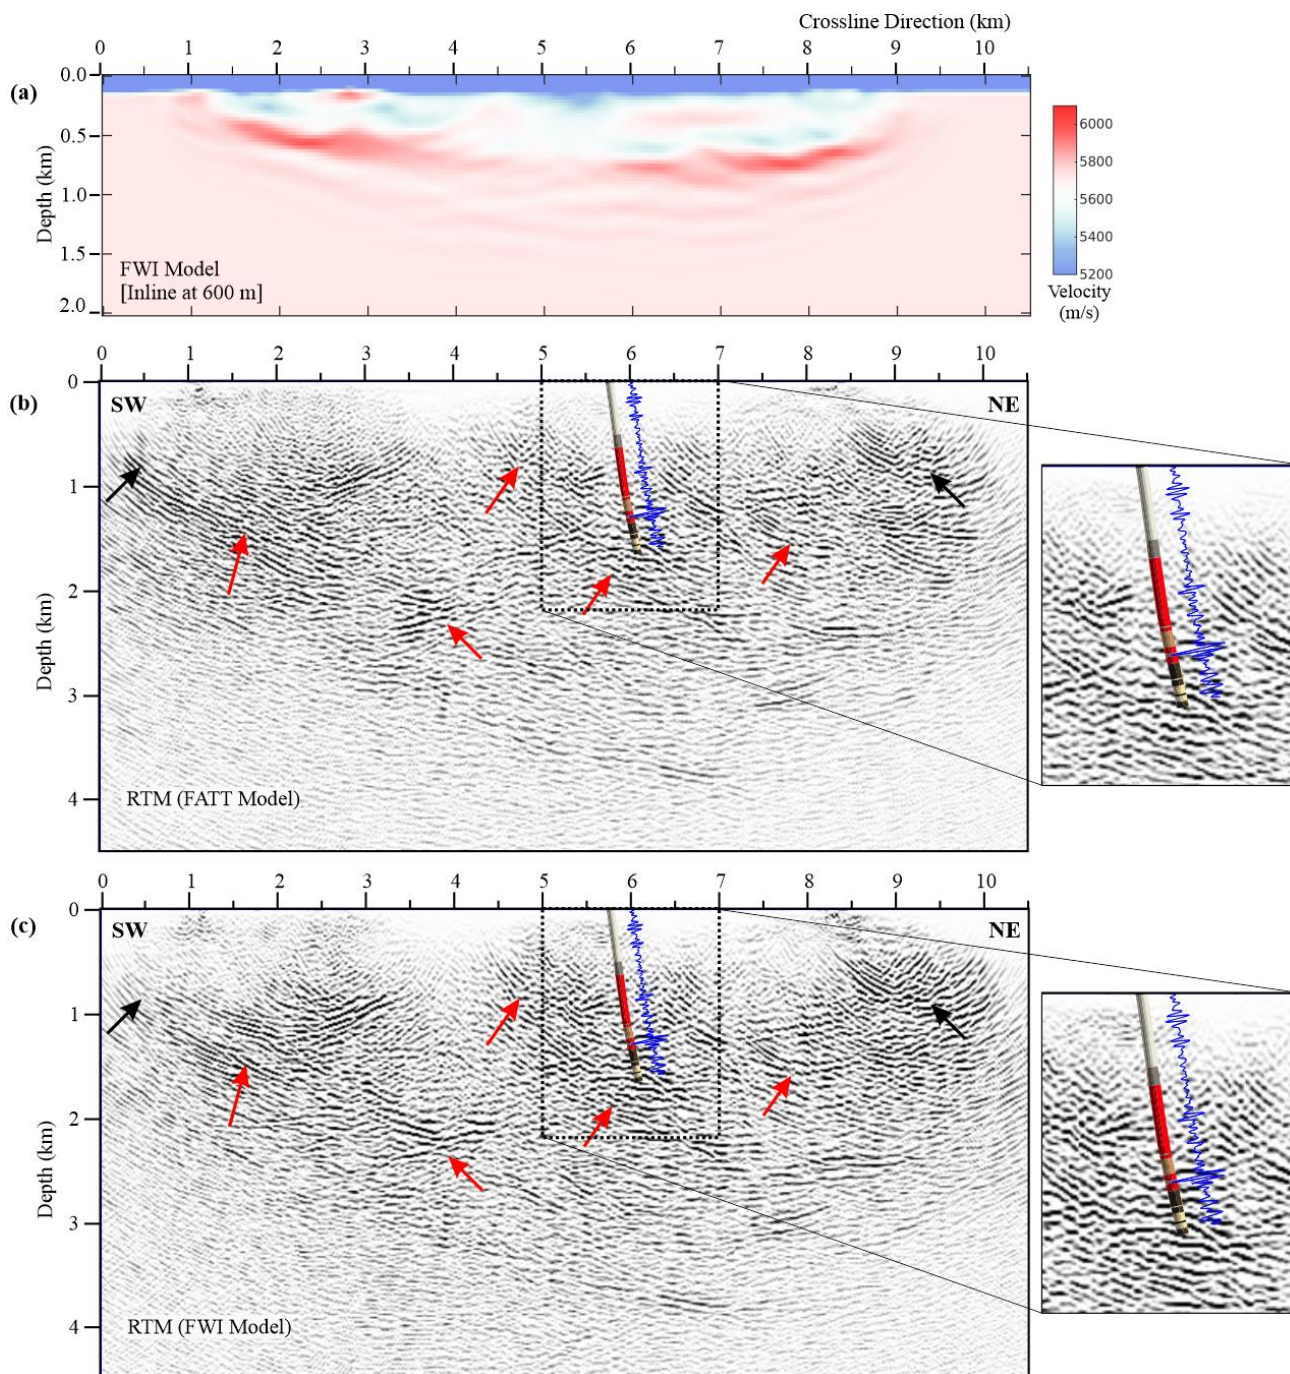 Crossline Direction (km)
0 1 2 3 4 5 6 7 8 9 10
(a)
Depth (km)
0.0
0.5
1.0
1.5
2.0
FWI Model
[Inline at 600 m]
6000
5800
5600
5400
5200
Velocity
(m/s)
0 1 2 3 4 5 6 7 8 9 10
(b)
SW NE
Depth (km)
0
1
2
3
4
RTM (FATT Model)
0 1 2 3 4 5 6 7 8 9 10
(c)
SW NE
Depth (km)
0
1
2
3
4
RTM (FWI Model)